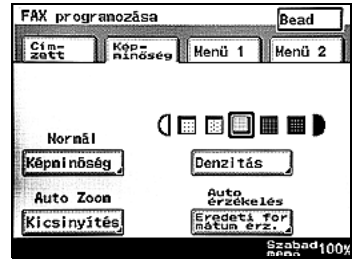 FAX programozása
Bead
Cím-
zett
Kép-
minőség
Menü 1
Menü 2
Normál
Képminőség
Denzitás
Auto Zoom
Auto
érzékelés
Kicsinyítés
Eredeti for
mátum érz.
Szabad 100%
memó